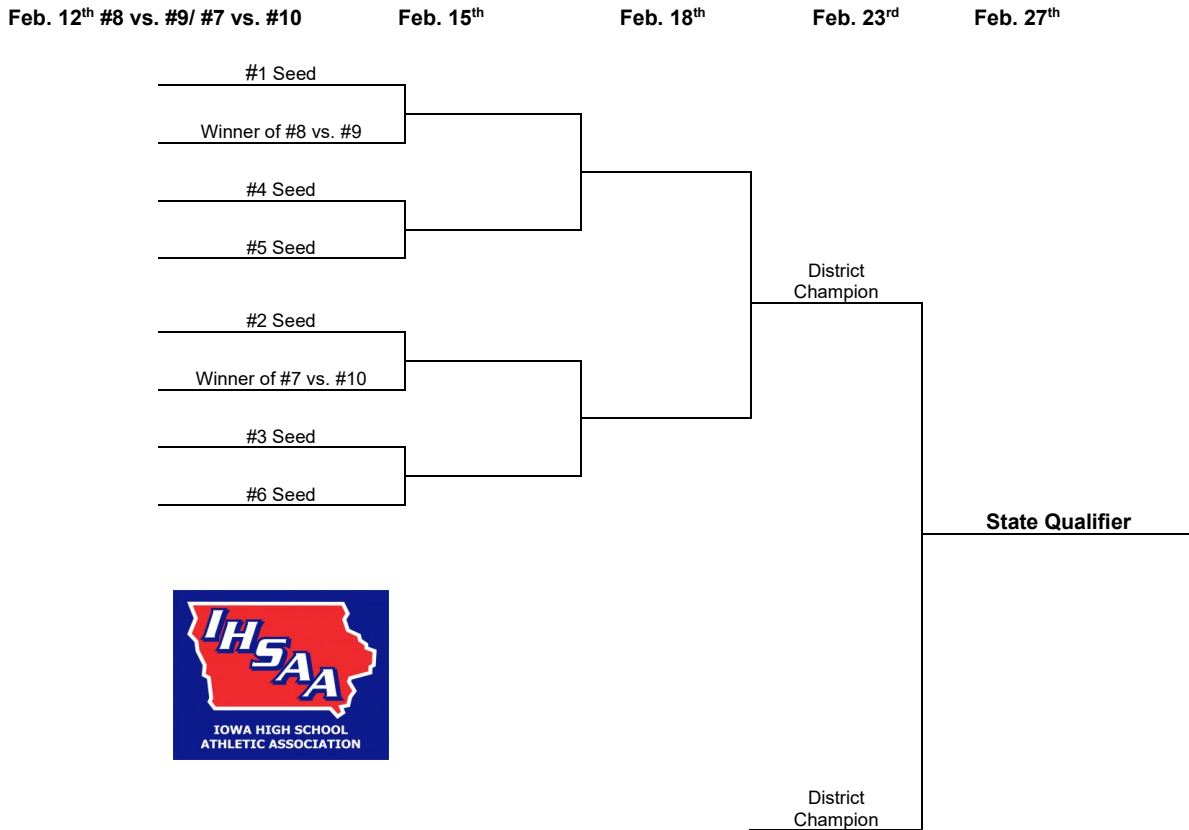 Feb. 12th #8 vs. #9/ #7 vs. #10 Feb. 15th Feb. 18th Feb. 23rd Feb. 27th
#1 Seed
Winner of #8 vs. #9
#4 Seed
#5 Seed
District
Champion
#2 Seed
Winner of #7 vs. #10
#3 Seed
#6 Seed
State Qualifier
IHSAA
IOWA HIGH SCHOOL
ATHLETIC ASSOCIATION
District
Champion